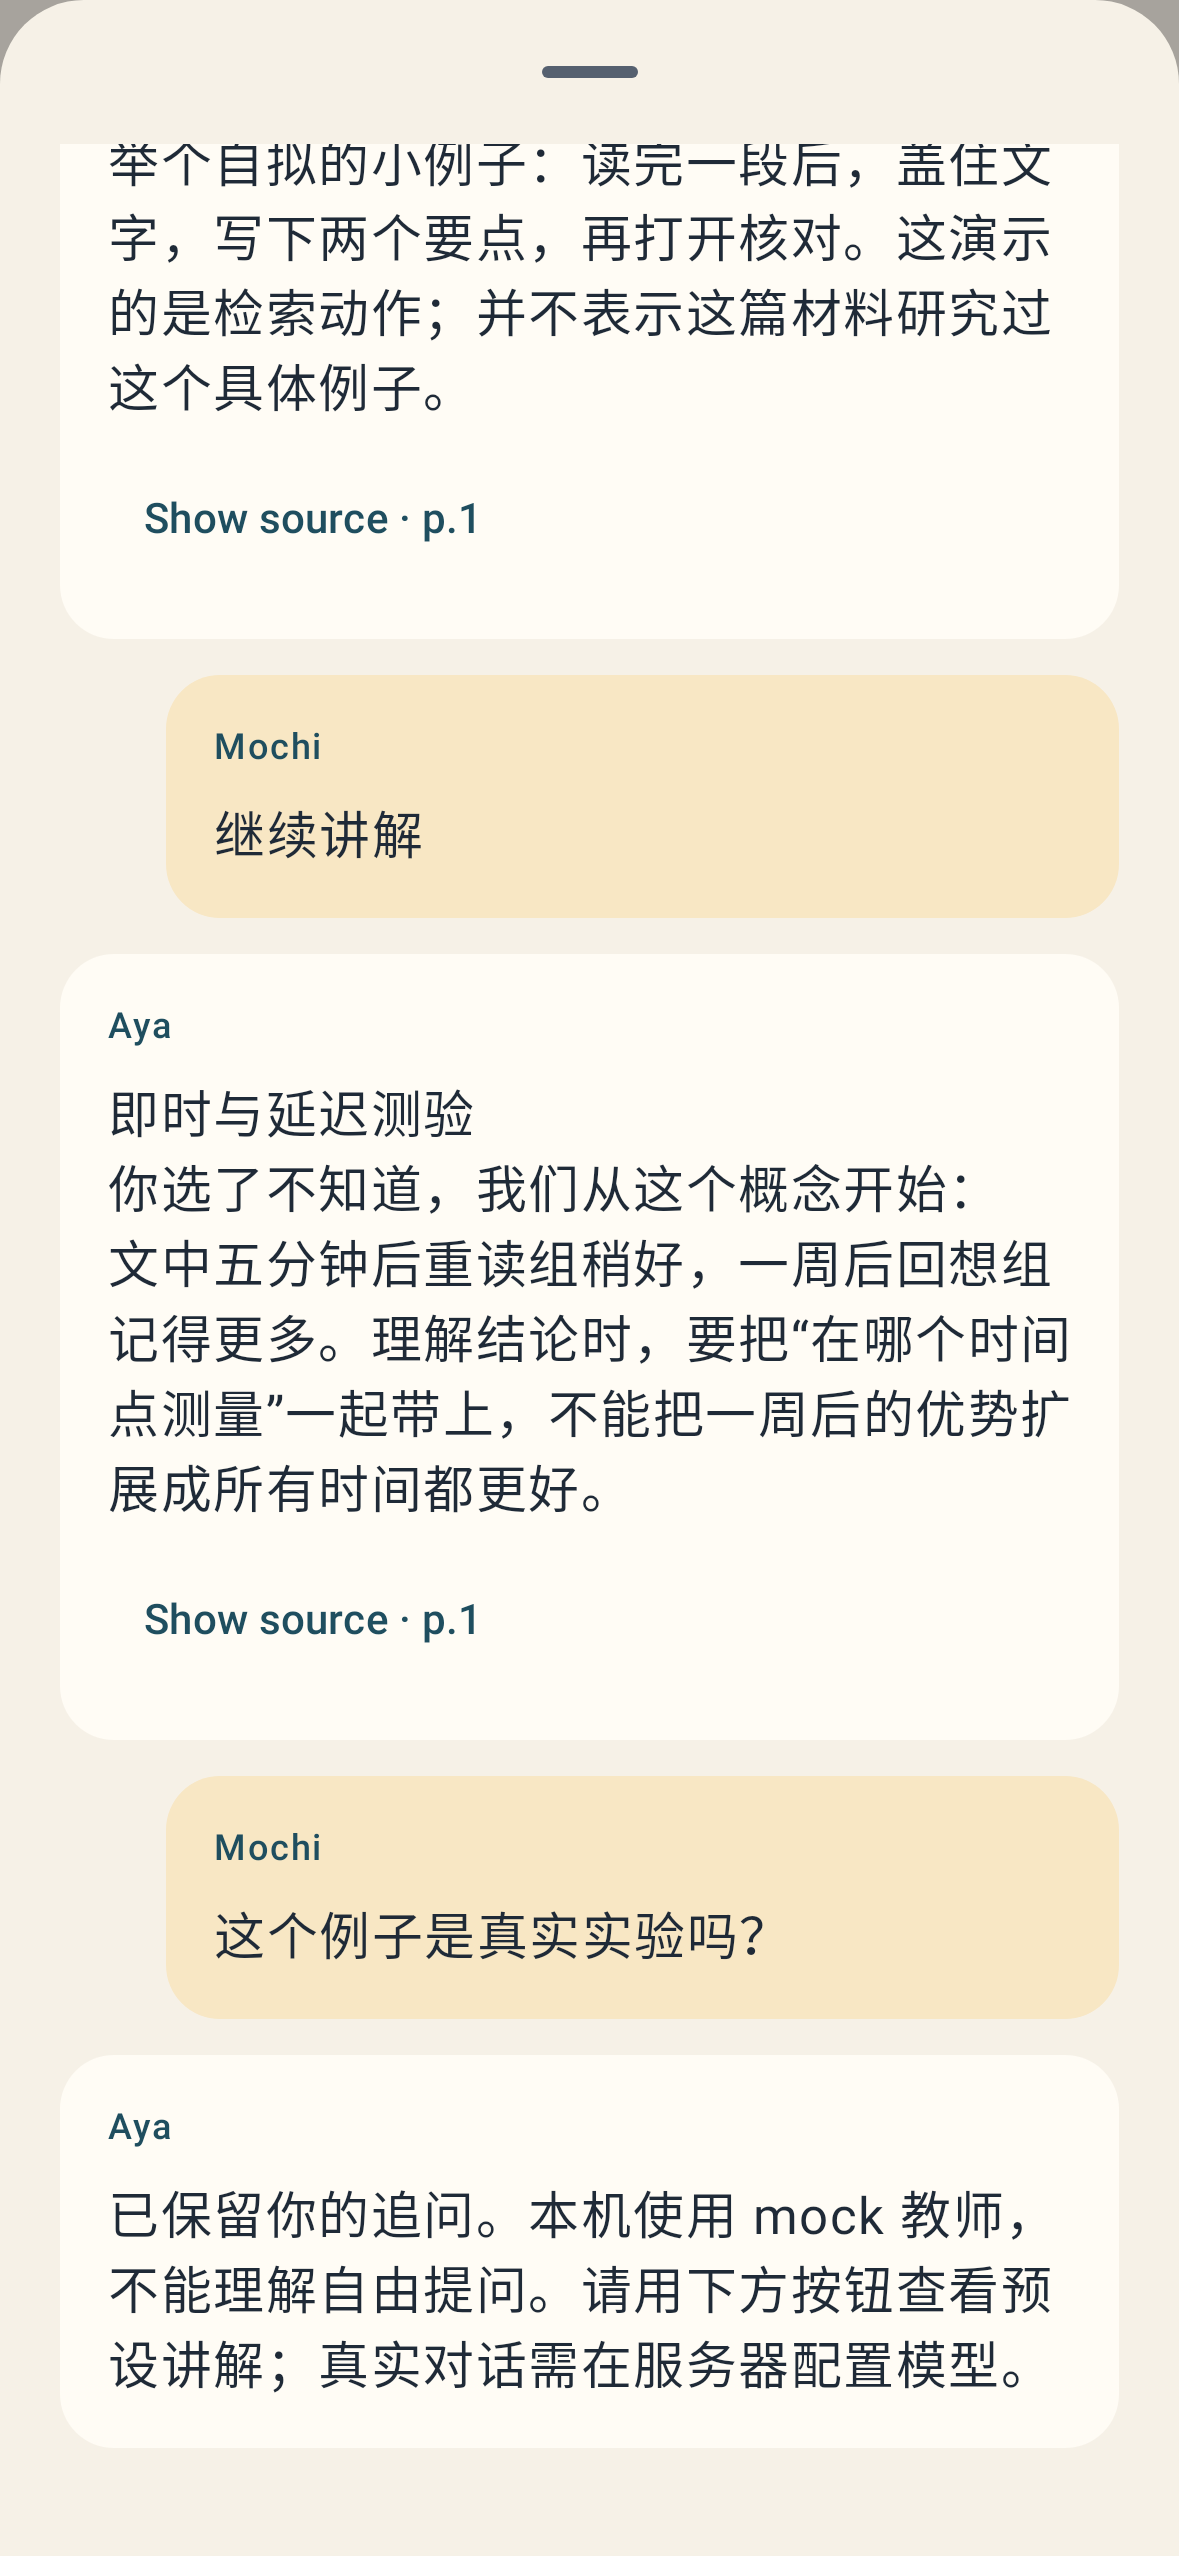 举个自拟的小例子：读完一段后，盖住文
字，写下两个要点，再打开核对。这演示
的是检索动作；并不表示这篇材料研究过
这个具体例子。
Show source · p.1
Mochi
继续讲解
Aya
即时与延迟测验
你选了不知道，我们从这个概念开始：
文中五分钟后重读组稍好，一周后回想组
记得更多。理解结论时，要把“在哪个时间
点测量”一起带上，不能把一周后的优势扩
展成所有时间都更好。
Show source · p.1
Mochi
这个例子是真实实验吗？
Aya
已保留你的追问。本机使用 mock 教师，
不能理解自由提问。请用下方按钮查看预
设讲解；真实对话需在服务器配置模型。